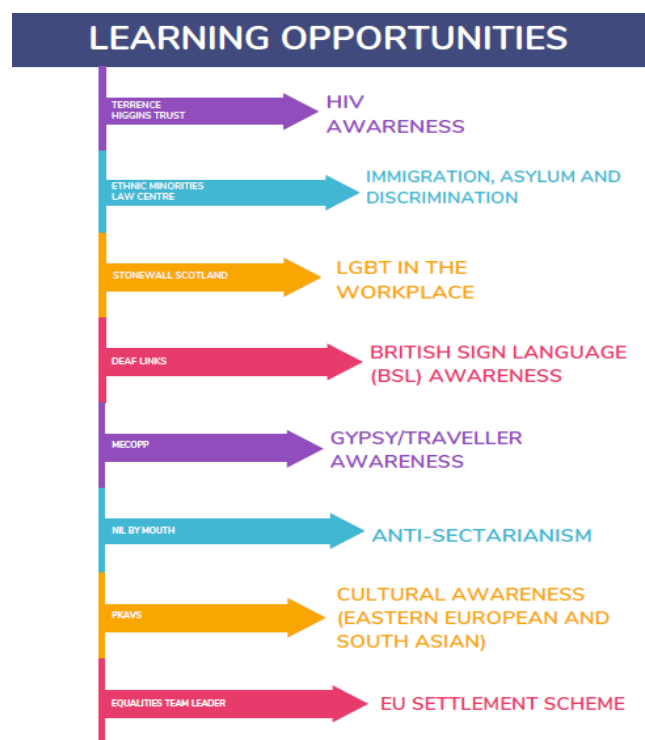 LEARNING OPPORTUNITIES
TERRENCE
HIGGINS TRUST
HIV
AWARENESS
ETHNIC MINORITIES
LAW CENTRE
IMMIGRATION, ASYLUM AND
DISCRIMINATION
STONEWALL SCOTLAND
LGBT IN THE
WORKPLACE
DEAF LINKS
BRITISH SIGN LANGUAGE
(BSL) AWARENESS
MECOPP
GYPSY/TRAVELLER
AWARENESS
NIL BY MOUTH
ANTI-SECTARIANISM
PKAVS
CULTURAL AWARENESS
(EASTERN EUROPEAN AND
SOUTH ASIAN)
EQUALITIES TEAM LEADER
EU SETTLEMENT SCHEME